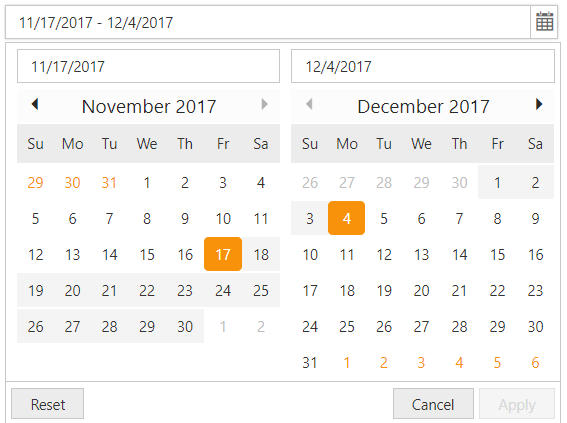 11/17/2017 - 12/4/2017
11/17/2017 12/4/2017
November 2017 December 2017
Su Mo Tu We Th Fr Sa Su Mo Tu We Th Fr Sa
29 30 31 1 2 3 4 26 27 28 29 30 1 2
5 6 7 8 9 10 11 3 4 5 6 7 8 9
12 13 14 15 16 17 18 10 11 12 13 14 15 16
19 20 21 22 23 24 25 17 18 19 20 21 22 23
26 27 28 29 30 1 2 24 25 26 27 28 29 30
31 1 2 3 4 5 6
Reset Cancel Apply